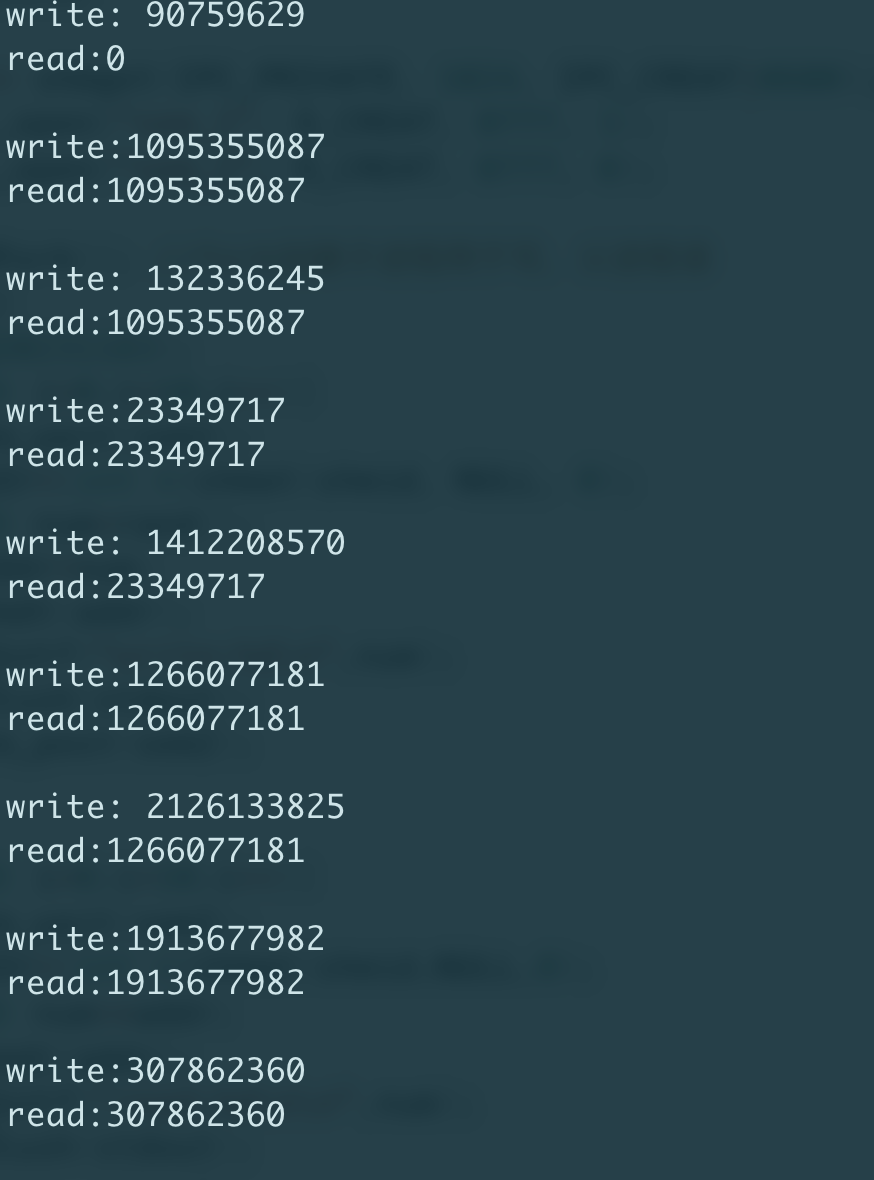 write: 90759629
read:0
write:1095355087
read:1095355087
write: 132336245
read:1095355087
write:23349717
read:23349717
write: 1412208570
read:23349717
write:1266077181
read:1266077181
write: 2126133825
read:1266077181
write:1913677982
read:1913677982
write:307862360
read:307862360